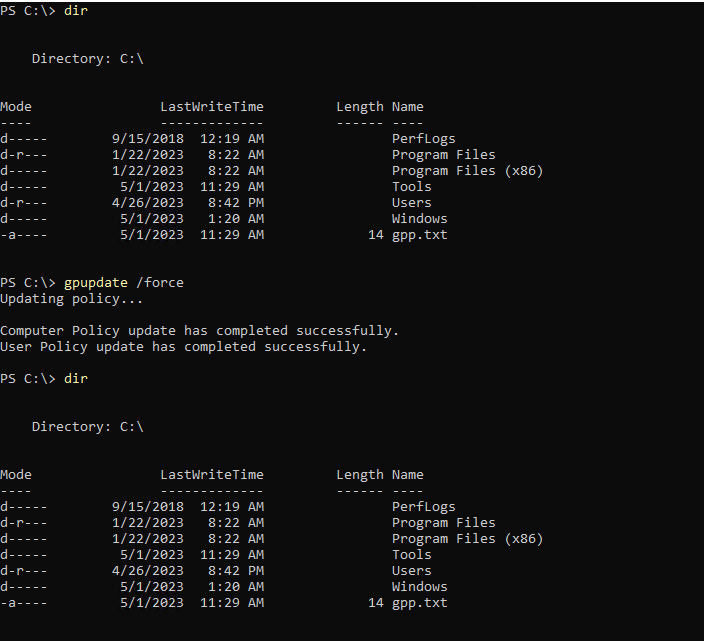 PS C:\> dir
    Directory: C:\
Mode                LastWriteTime         Length Name
----                -------------         ------ ----
d-----        9/15/2018  12:19 AM                PerfLogs
d-r---        1/22/2023   8:22 AM                Program Files
d-----        1/22/2023   8:22 AM                Program Files (x86)
d-----         5/1/2023  11:29 AM                Tools
d-r---        4/26/2023   8:42 PM                Users
d-----         5/1/2023   1:20 AM                Windows
-a----         5/1/2023  11:29 AM             14 gpp.txt
PS C:\> gpupdate /force
Updating policy...
Computer Policy update has completed successfully.
User Policy update has completed successfully.
PS C:\> dir
    Directory: C:\
Mode                LastWriteTime         Length Name
----                -------------         ------ ----
d-----        9/15/2018  12:19 AM                PerfLogs
d-r---        1/22/2023   8:22 AM                Program Files
d-----        1/22/2023   8:22 AM                Program Files (x86)
d-----         5/1/2023  11:29 AM                Tools
d-r---        4/26/2023   8:42 PM                Users
d-----         5/1/2023   1:20 AM                Windows
-a----         5/1/2023  11:29 AM             14 gpp.txt